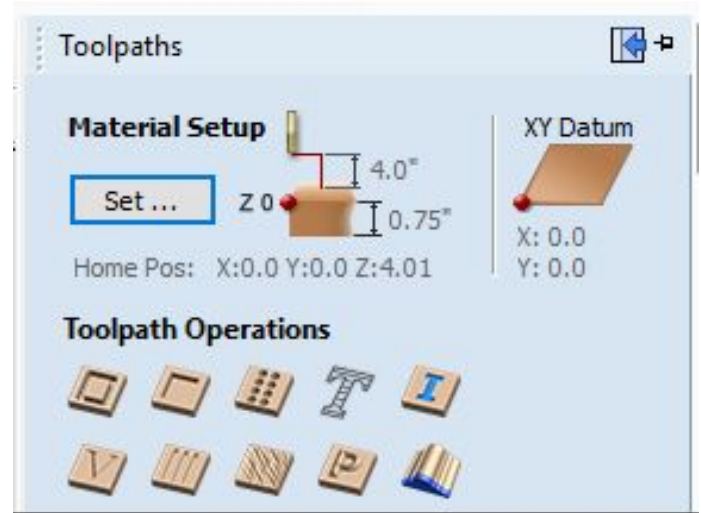 Toolpaths
Material Setup
XY Datum
4.0"
Set ...
Z 0
0.75"
X: 0.0
Home Pos: X:0.0 Y:0.0 Z:4.01
Y: 0.0
Toolpath Operations